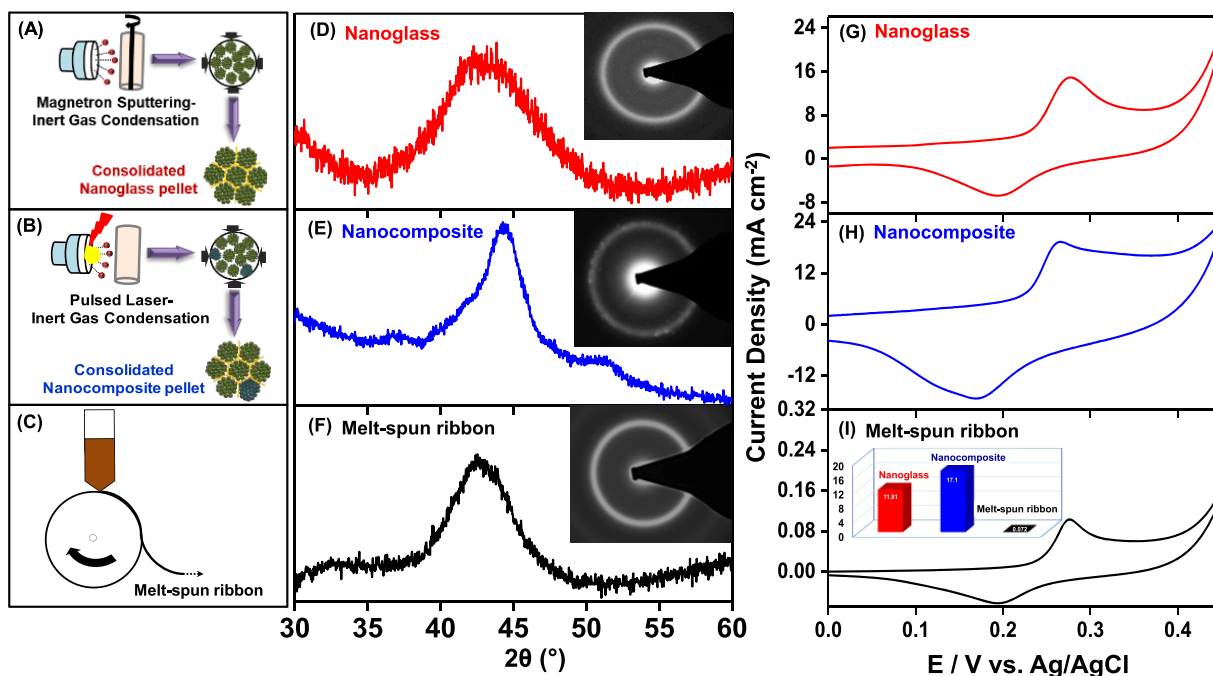 (A)
Magnetron Sputtering-
Inert Gas Condensation
Consolidated
Nanoglass pellet
(B)
Pulsed Laser-
Inert Gas Condensation
Consolidated
Nanocomposite pellet
(C)
Melt-spun ribbon
(D) Nanoglass
(E) Nanocomposite
(F) Melt-spun ribbon
30 35 40 45 50 55 60
2θ (°)
Current Density (mA cm-2)
(G)
Nanoglass
24
16
8
0
-8
(H)
Nanocomposite
24
12
0
-12
(I) Melt-spun ribbon
0.32
0.24
0.16
0.08
0.00
20
16
12
8
4
0
Nanoglass
11.81
Nanocomposite
17.1
Melt-spun ribbon
0.072
0.0 0.1 0.2 0.3 0.4
E / V vs. Ag/AgCl